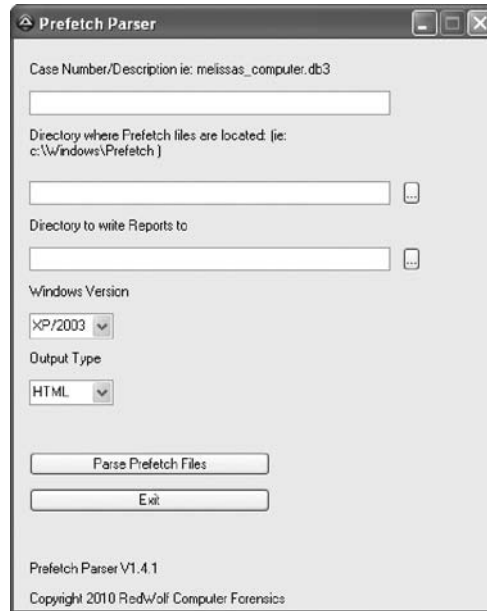 Prefetch Parser
Case Number/Description ie: melissas_computer.db3
Directory where Prefetch files are located: (ie:
c:\Windows\Prefetch )
...
Directory to write Reports to
...
Windows Version
XP/2003
Output Type
HTML
Parse Prefetch Files
Exit
Prefetch Parser V1.4.1
Copyright 2010 RedWolf Computer Forensics